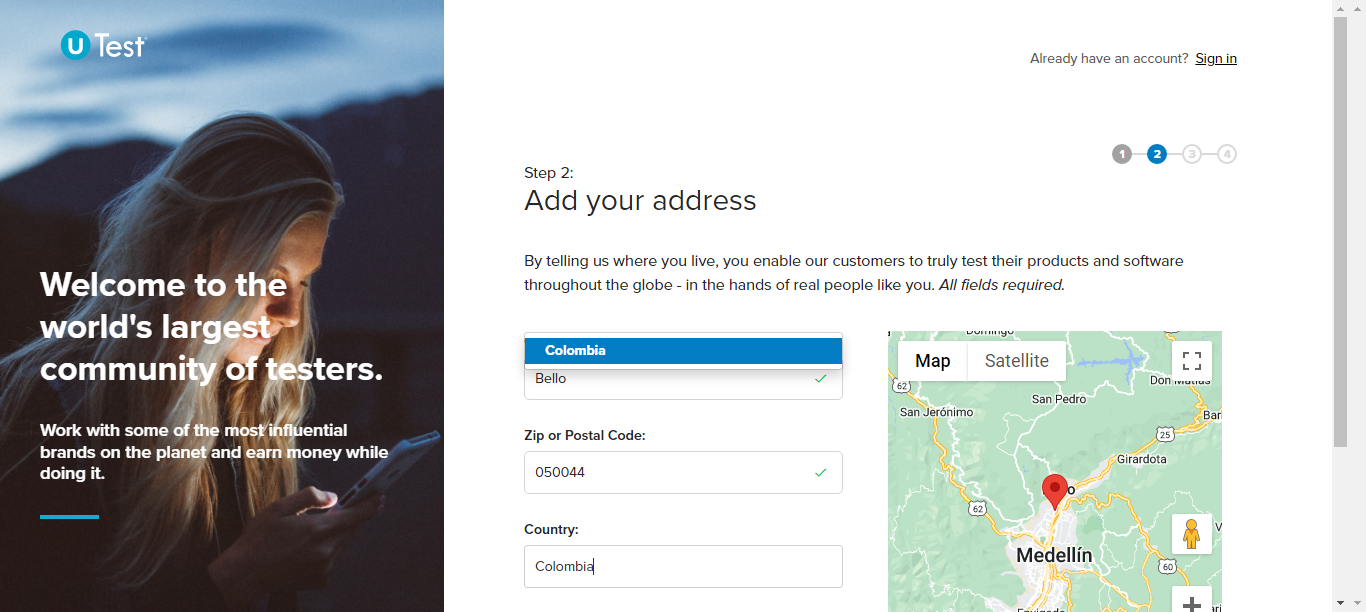 U Test
Welcome to the
world's largest
community of testers.
Work with some of the most influential
brands on the planet and earn money while
doing it.
Already have an account? Sign in
1 2 3 4
Step 2:
Add your address
By telling us where you live, you enable our customers to truly test their products and software
throughout the globe - in the hands of real people like you. All fields required.
Colombia
Bello
Zip or Postal Code:
050044
Country:
Colombia
Map Satellite
62
San Pedro
San Jerónimo
Bar
25
Girardota
62
V
Medellín
60